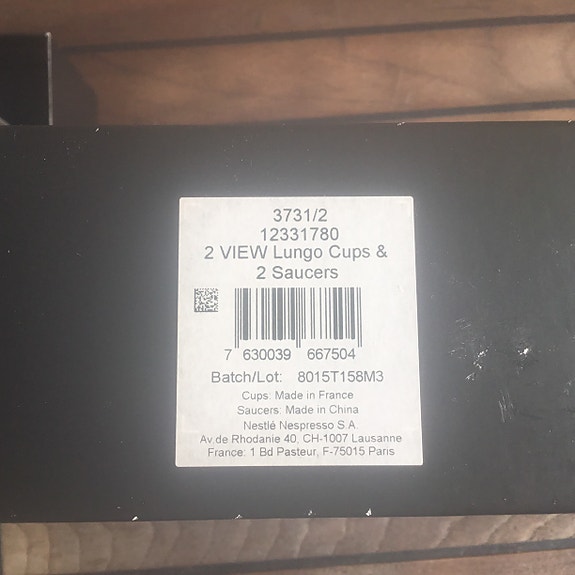 3731/2
12331780
2 VIEW Lungo Cups &
2 Saucers
7 630039 667504
Batch/Lot: 8015T158M3
Cups: Made in France
Saucers: Made in China
Nestlé Nespresso S.A.
Av.de Rhodanie 40, CH-1007 Lausanne
France: 1 Bd Pasteur, F-75015 Paris